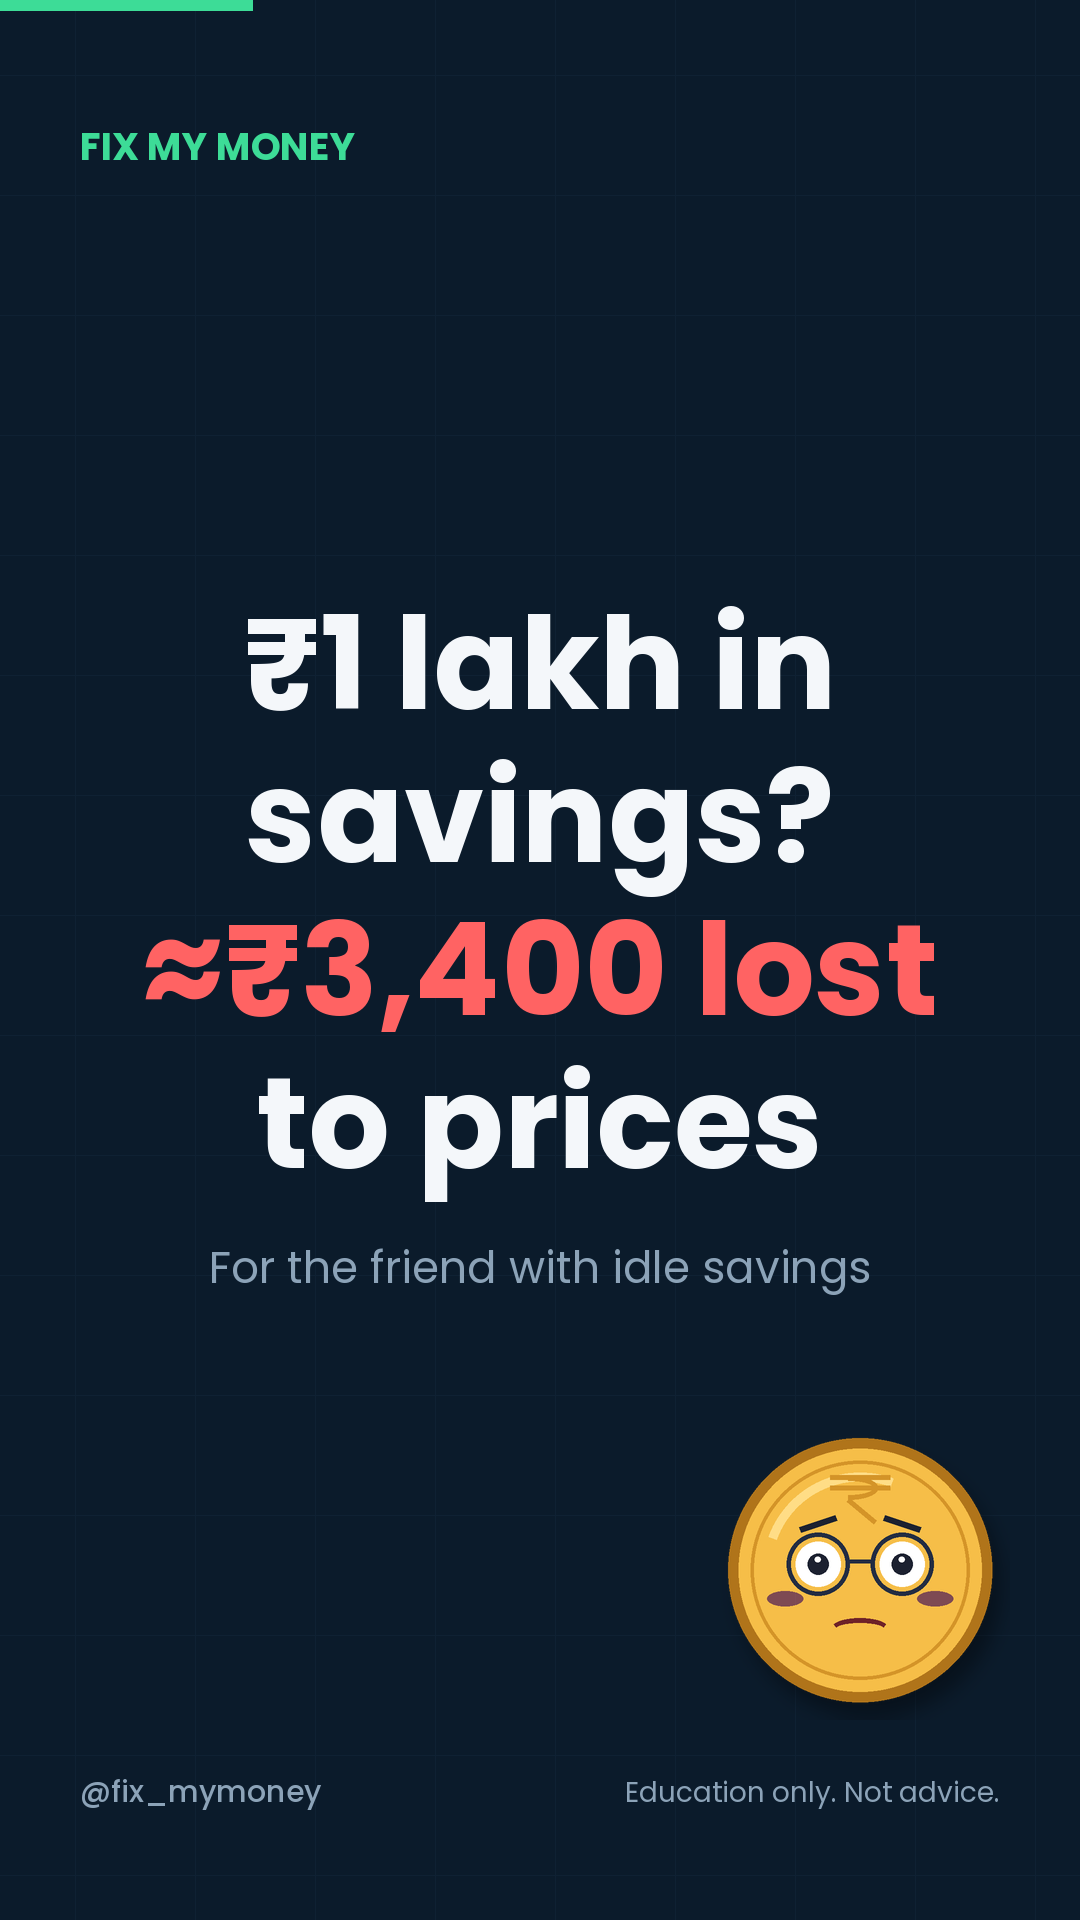 FIX MY MONEY
₹1 lakh in
savings?
≈₹3,400 lost
to prices
For the friend with idle savings
₹
@fix_mymoney
Education only. Not advice.